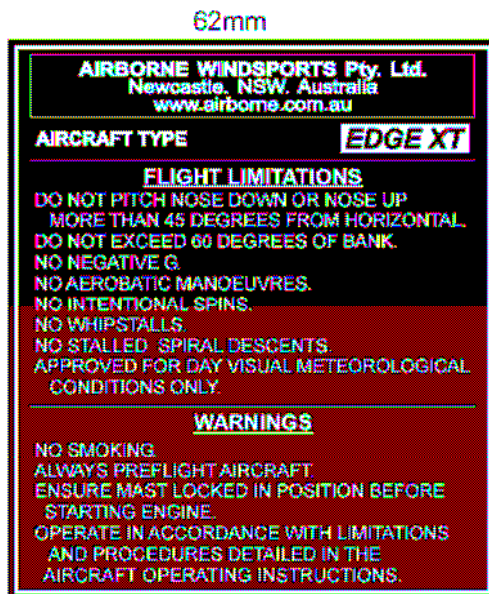 62mm
AIRBORNE WINDSPORTS Pty. Ltd.
Newcastle, NSW. Australia
www.airborne.com.au
AIRCRAFT TYPE EDGE XT
FLIGHT LIMITATIONS
DO NOT PITCH NOSE DOWN OR NOSE UP
MORE THAN 45 DEGREES FROM HORIZONTAL
DO NOT EXCEED 60 DEGREES OF BANK.
NO NEGATIVE G.
NO AEROBATIC MANOEUVRES.
NO INTENTIONAL SPINS.
NO WHIPSTALLS.
NO STALLED SPIRAL DESCENTS.
APPROVED FOR DAY VISUAL METEOROLOGICAL
CONDITIONS ONLY.
WARNINGS
NO SMOKING.
ALWAYS PREFLIGHT AIRCRAFT.
ENSURE MAST LOCKED IN POSITION BEFORE
STARTING ENGINE.
OPERATE IN ACCORDANCE WITH LIMITATIONS
AND PROCEDURES DETAILED IN THE
AIRCRAFT OPERATING INSTRUCTIONS.